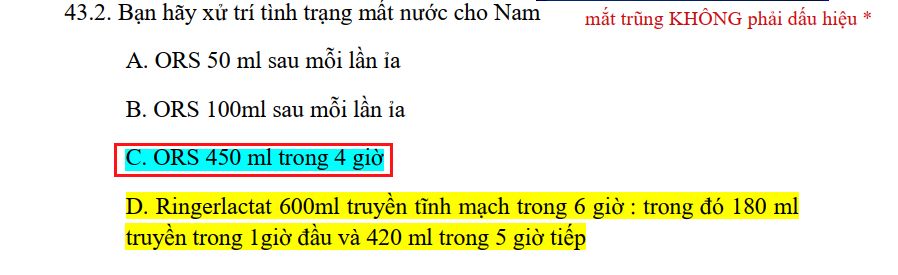 43.2. Bạn hãy xử trí tình trạng mất nước cho Nam
mắt trũng KHÔNG phải dấu hiệu *
A. ORS 50 ml sau mỗi lần ỉa
B. ORS 100ml sau mỗi lần ỉa
C. ORS 450 ml trong 4 giờ
D. Ringerlactat 600ml truyền tĩnh mạch trong 6 giờ : trong đó 180 ml
truyền trong 1giờ đầu và 420 ml trong 5 giờ tiếp